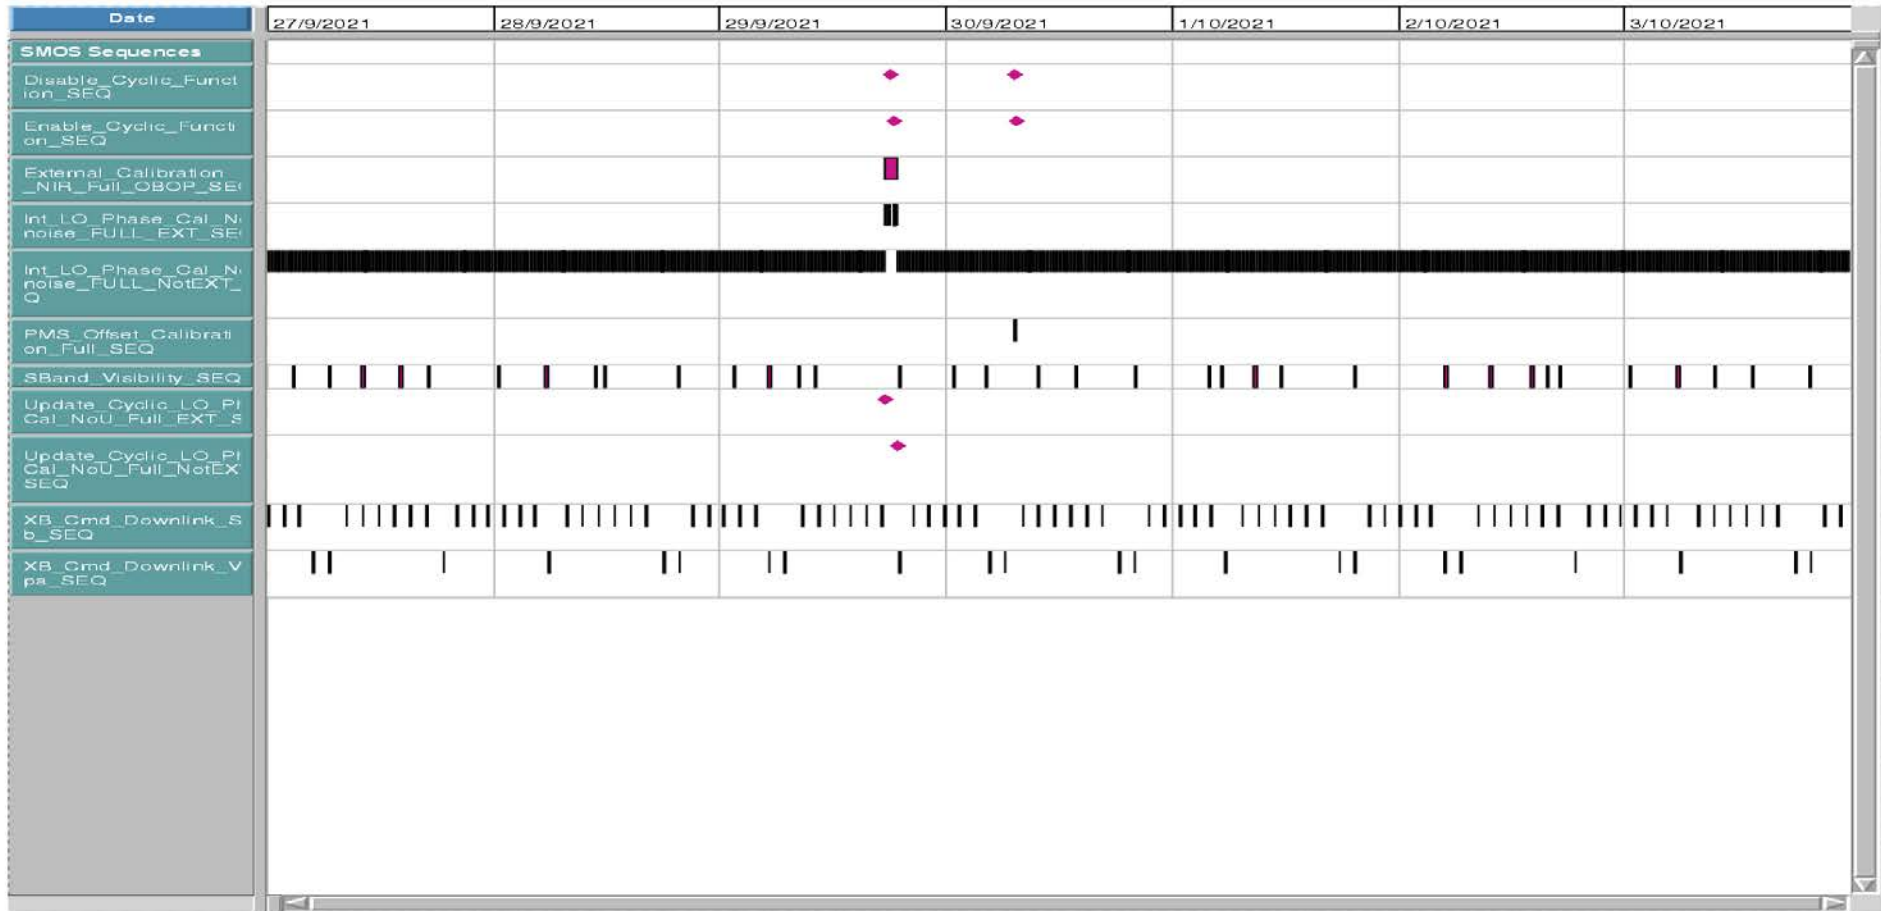 Date
27/9/2021 28/9/2021 29/9/2021 30/9/2021 1/10/2021 2/10/2021 3/10/2021
SMOS Sequences
Disable_Cyclic_Funct
ion_SEQ
Enable_Cyclic_Functi
on_SEQ
External_Calibration
_NIR_Full_OBOP_SE
Int_LO_Phase_Cal_N
noise_FULL_EXT_SE
Int_LO_Phase_Cal_N
noise_FULL_NotEXT_
Q
PMS_Offset_Calibrati
on_Full_SEQ
SBand_Visibility_SEQ
Update_Cyclic_LO_P
Cal_NoU_Full_EXT_S
Update_Cyclic_LO_P
Cal_NoU_Full_NotEX
SEQ
XB_Cmd_Downlink_S
b_SEQ
XB_Cmd_Downlink_V
pa_SEQ